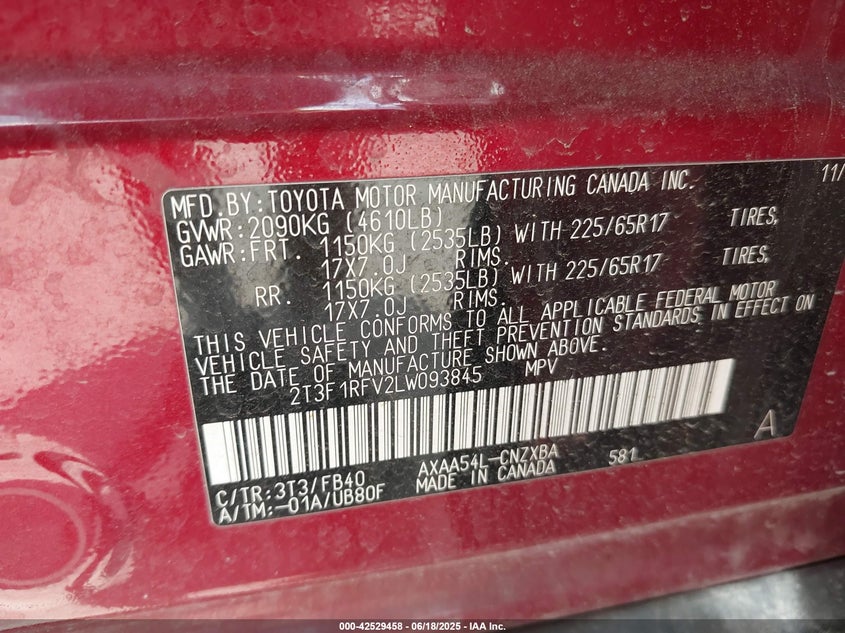 MFD.BY:TOYOTA MOTOR MANUFACTURING CANADA INC. 11/
GVWR:2090KG (4610LB)
GAWR:FRT. 1150KG (2535LB) WITH 225/65R17 TIRES,
17X7.0J RIMS.
RR. 1150KG (2535LB) WITH 225/65R17 TIRES,
17X7.0J RIMS.
THIS VEHICLE CONFORMS TO ALL APPLICABLE FEDERAL MOTOR
VEHICLE SAFETY AND THEFT PREVENTION STANDARDS IN EFFECT ON
THE DATE OF MANUFACTURE SHOWN ABOVE.
2T3F1RFV2LW093845 MPV
A
C/TR:3T3/FB40 AXAA54L-CNZXBA 581
A/TM:-01A/UB80F MADE IN CANADA
000-42529458 - 06/18/2025 - IAA Inc.